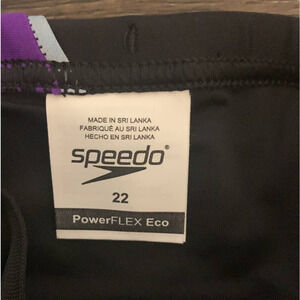 MADE IN SRI LANKA
FABRIQUÉ AU SRI LANKA
HECHO EN SRI LANKA
speedo®
22
PowerFLEX Eco